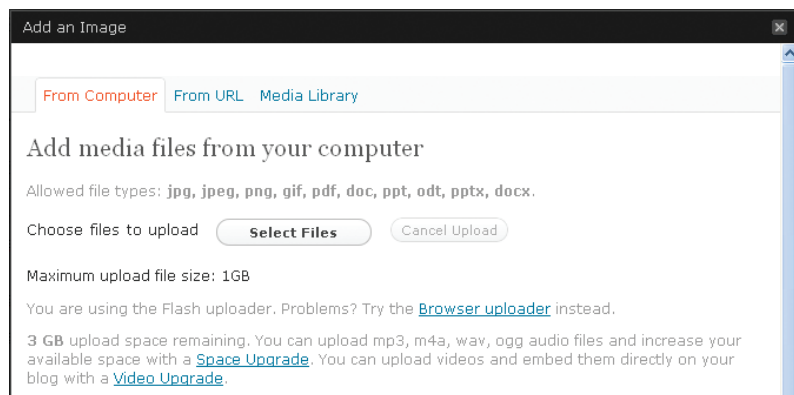 Add an Image
From Computer From URL Media Library
Add media files from your computer
Allowed file types: jpg, jpeg, png, gif, pdf, doc, ppt, odt, pptx, docx.
Choose files to upload Select Files Cancel Upload
Maximum upload file size: 1GB
You are using the Flash uploader. Problems? Try the Browser uploader instead.
3 GB upload space remaining. You can upload mp3, m4a, wav, ogg audio files and increase your
available space with a Space Upgrade. You can upload videos and embed them directly on your
blog with a Video Upgrade.